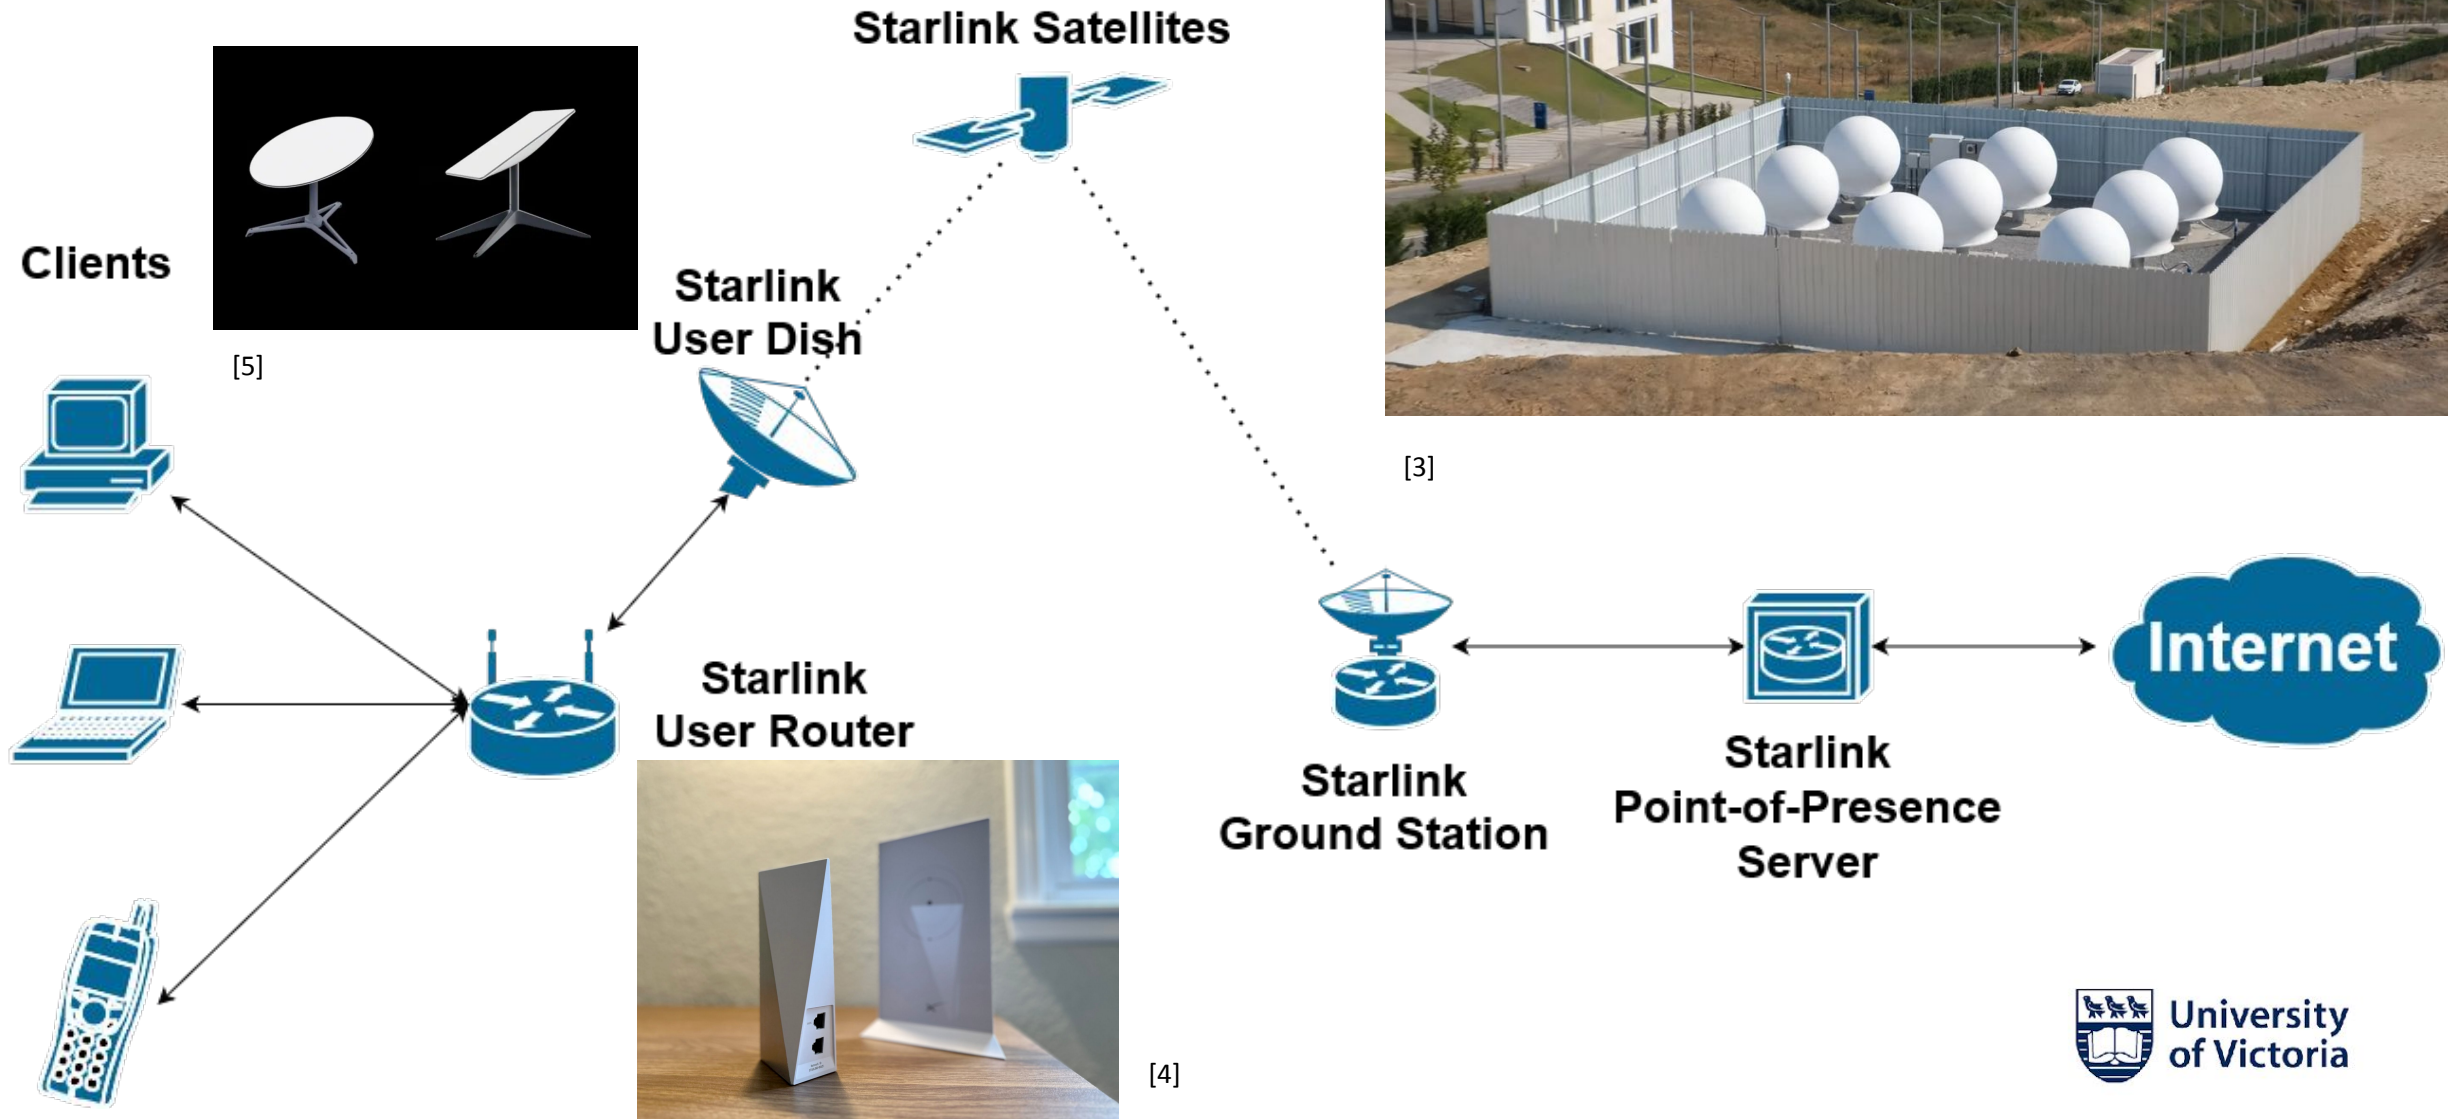 Starlink Satellites
Clients
[5]
Starlink
User Dish
[3]
Starlink
User Router
[4]
Starlink
Ground Station
Starlink
Point-of-Presence
Server
Internet
University
of Victoria